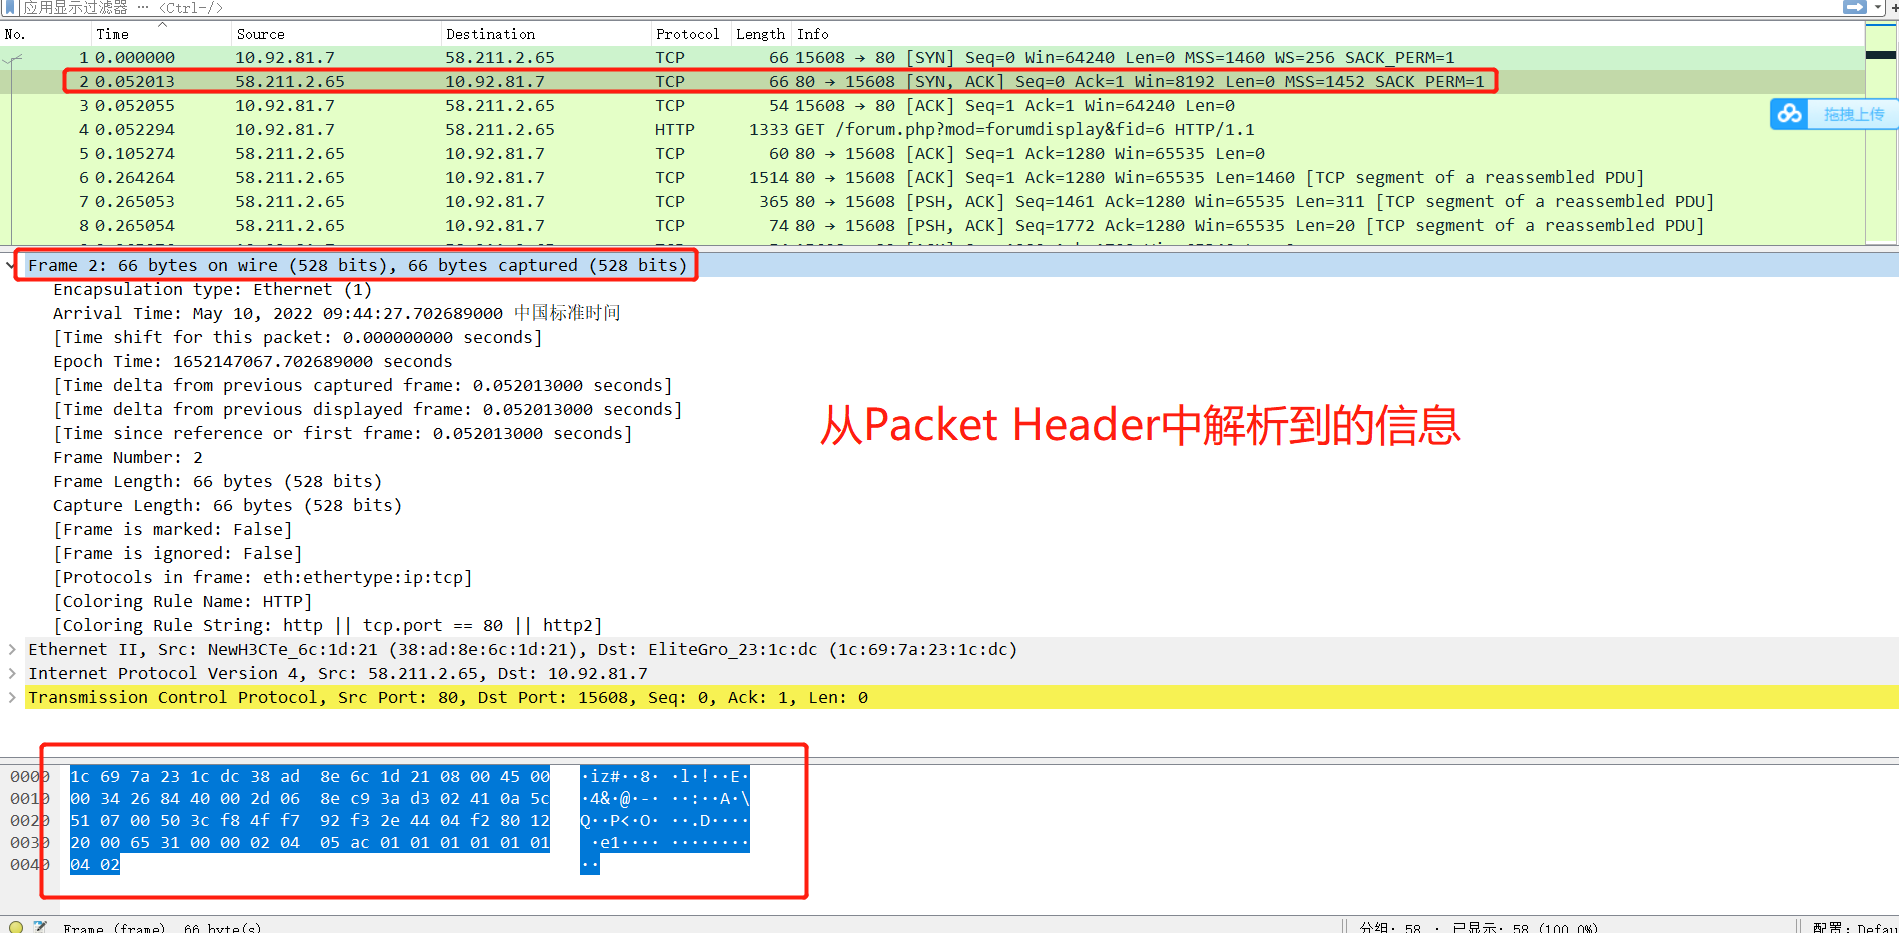 应用显示过滤器 … <Ctrl-/>
No. Time Source Destination Protocol Length Info
1 0.000000 10.92.81.7 58.211.2.65 TCP 66 15608 → 80 [SYN] Seq=0 Win=64240 Len=0 MSS=1460 WS=256 SACK_PERM=1
2 0.052013 58.211.2.65 10.92.81.7 TCP 66 80 → 15608 [SYN, ACK] Seq=0 Ack=1 Win=8192 Len=0 MSS=1452 SACK_PERM=1
3 0.052055 10.92.81.7 58.211.2.65 TCP 54 15608 → 80 [ACK] Seq=1 Ack=1 Win=64240 Len=0
4 0.052294 10.92.81.7 58.211.2.65 HTTP 1333 GET /forum.php?mod=forumdisplay&fid=6 HTTP/1.1
拖拽上传
5 0.105274 58.211.2.65 10.92.81.7 TCP 60 80 → 15608 [ACK] Seq=1 Ack=1280 Win=65535 Len=0
6 0.264264 58.211.2.65 10.92.81.7 TCP 1514 80 → 15608 [ACK] Seq=1 Ack=1280 Win=65535 Len=1460 [TCP segment of a reassembled PDU]
7 0.265053 58.211.2.65 10.92.81.7 TCP 365 80 → 15608 [PSH, ACK] Seq=1461 Ack=1280 Win=65535 Len=311 [TCP segment of a reassembled PDU]
8 0.265054 58.211.2.65 10.92.81.7 TCP 74 80 → 15608 [PSH, ACK] Seq=1772 Ack=1280 Win=65535 Len=20 [TCP segment of a reassembled PDU]
Frame 2: 66 bytes on wire (528 bits), 66 bytes captured (528 bits)
Encapsulation type: Ethernet (1)
Arrival Time: May 10, 2022 09:44:27.702689000 中国标准时间
[Time shift for this packet: 0.000000000 seconds]
Epoch Time: 1652147067.702689000 seconds
[Time delta from previous captured frame: 0.052013000 seconds]
[Time delta from previous displayed frame: 0.052013000 seconds]
[Time since reference or first frame: 0.052013000 seconds]
从Packet Header中解析到的信息
Frame Number: 2
Frame Length: 66 bytes (528 bits)
Capture Length: 66 bytes (528 bits)
[Frame is marked: False]
[Frame is ignored: False]
[Protocols in frame: eth:ethertype:ip:tcp]
[Coloring Rule Name: HTTP]
[Coloring Rule String: http || tcp.port == 80 || http2]
Ethernet II, Src: NewH3CTe_6c:1d:21 (38:ad:8e:6c:1d:21), Dst: EliteGro_23:1c:dc (1c:69:7a:23:1c:dc)
Internet Protocol Version 4, Src: 58.211.2.65, Dst: 10.92.81.7
Transmission Control Protocol, Src Port: 80, Dst Port: 15608, Seq: 0, Ack: 1, Len: 0
0000 1c 69 7a 23 1c dc 38 ad 8e 6c 1d 21 08 00 45 00 ·iz#··8· ·l·!··E·
0010 00 34 26 84 40 00 2d 06 8e c9 3a d3 02 41 0a 5c ·4&·@·-· ··:··A·\
0020 51 07 00 50 3c f8 4f f7 92 f3 2e 44 04 f2 80 12 Q··P<·O· ··.D····
0030 20 00 65 31 00 00 02 04 05 ac 01 01 01 01 01 01 ·e1···· ········
0040 04 02 ··
Frame (frame), 66 byte(s) 分组: 58 · 已显示: 58 (100.0%) 配置: Defau